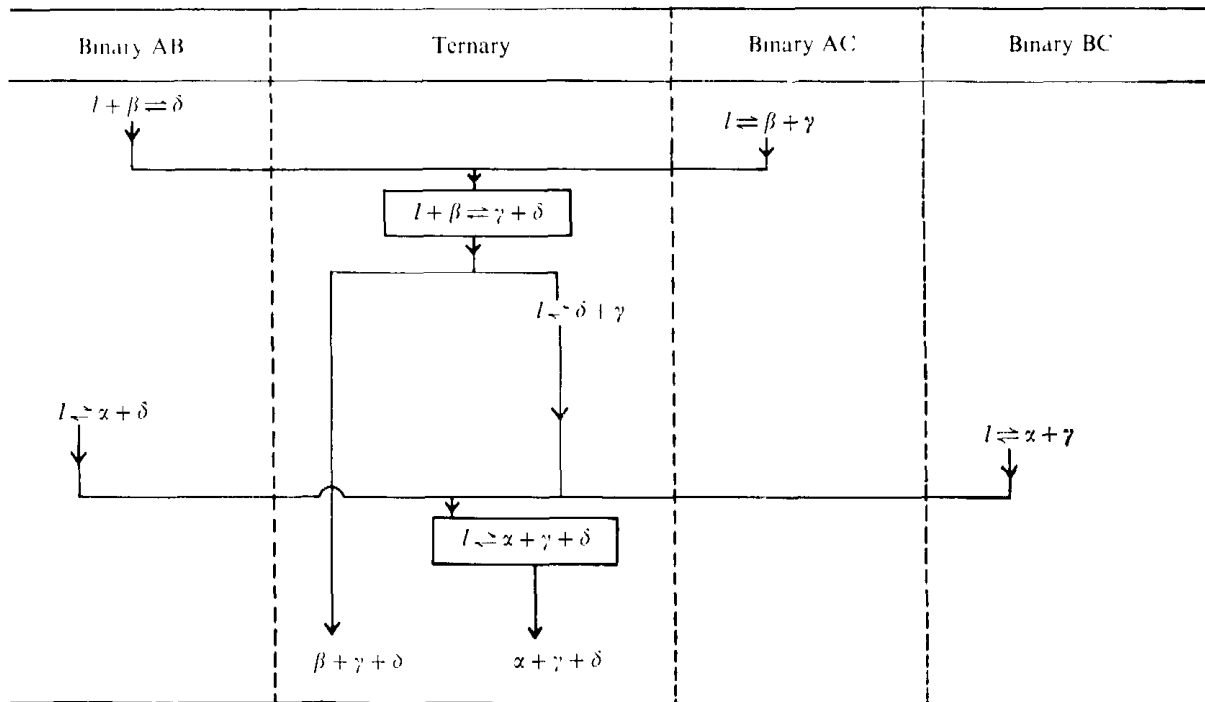 Binary AB Ternary Binary AC Binary BC
l + β ⇌ δ
l ⇌ β + γ
l + β ⇌ γ + δ
l ⇌ δ + γ
l ⇌ α + δ
l ⇌ α + γ
l ⇌ α + γ + δ
β + γ + δ α + γ + δ